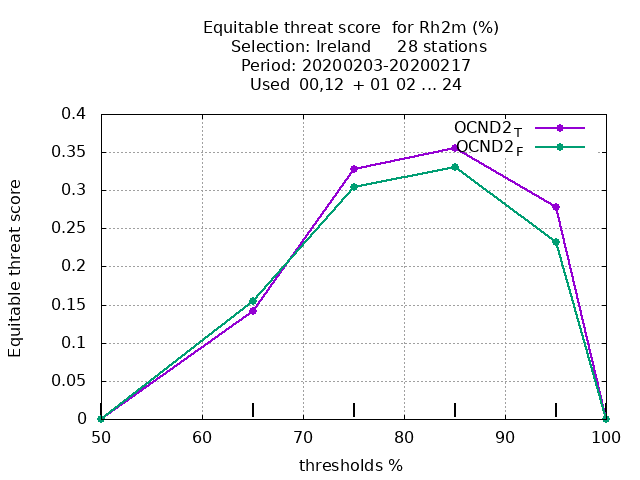 Equitable threat score for Rh2m (%)
Selection: Ireland 28 stations
Period: 20200203-20200217
Used 00,12 + 01 02 ... 24
OCND2_T
OCND2_F
Equitable threat score
0.4
0.35
0.3
0.25
0.2
0.15
0.1
0.05
0
50 60 70 80 90 100
thresholds %